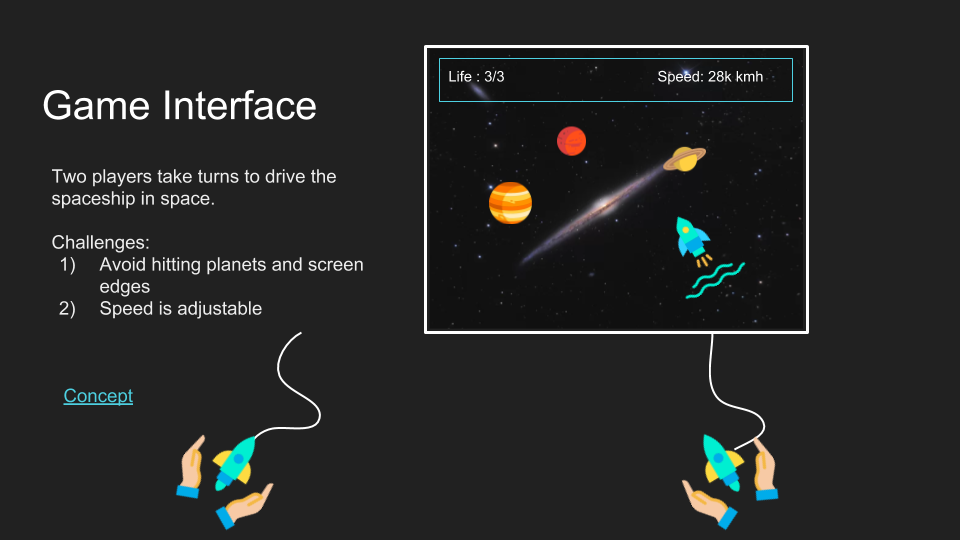 Life : 3/3
Speed: 28k kmh
Game Interface
Two players take turns to drive the
spaceship in space.
Challenges:
1) Avoid hitting planets and screen
edges
2) Speed is adjustable
Concept